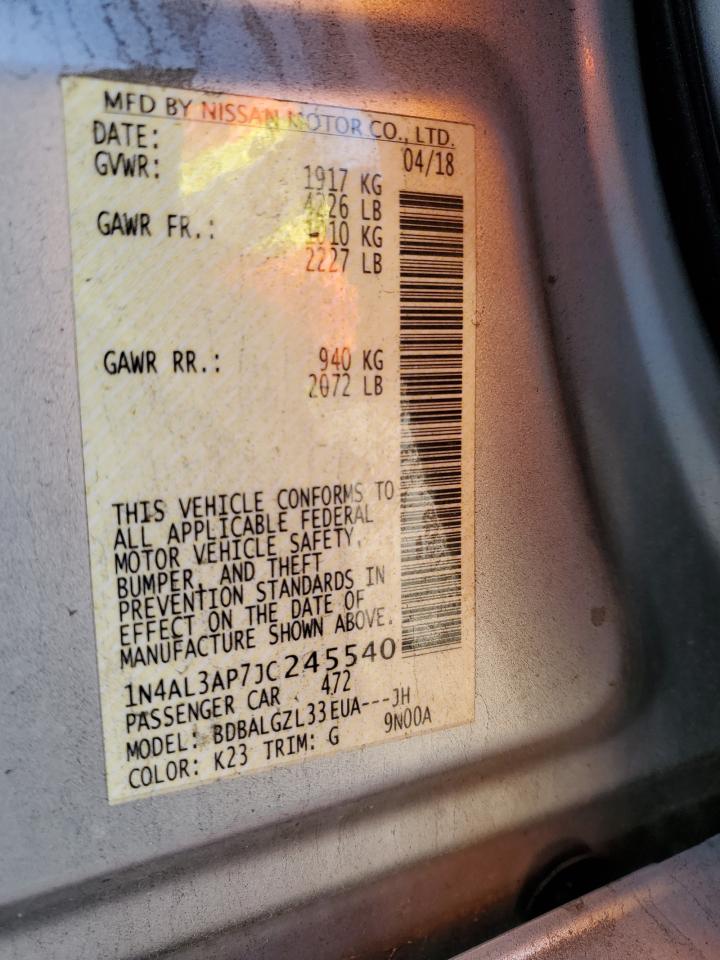 MFD BY NISSAN MOTOR CO., LTD.
DATE: 04/18
GVWR: 1917 KG
4226 LB
GAWR FR.: 1010 KG
2227 LB
GAWR RR.: 940 KG
2072 LB
THIS VEHICLE CONFORMS TO
ALL APPLICABLE FEDERAL
MOTOR VEHICLE SAFETY,
BUMPER, AND THEFT
PREVENTION STANDARDS IN
EFFECT ON THE DATE OF
MANUFACTURE SHOWN ABOVE.
1N4AL3AP7JC245540
PASSENGER CAR 472
MODEL: BDBALGZL33EUA---JH
COLOR: K23 TRIM: G 9N00A